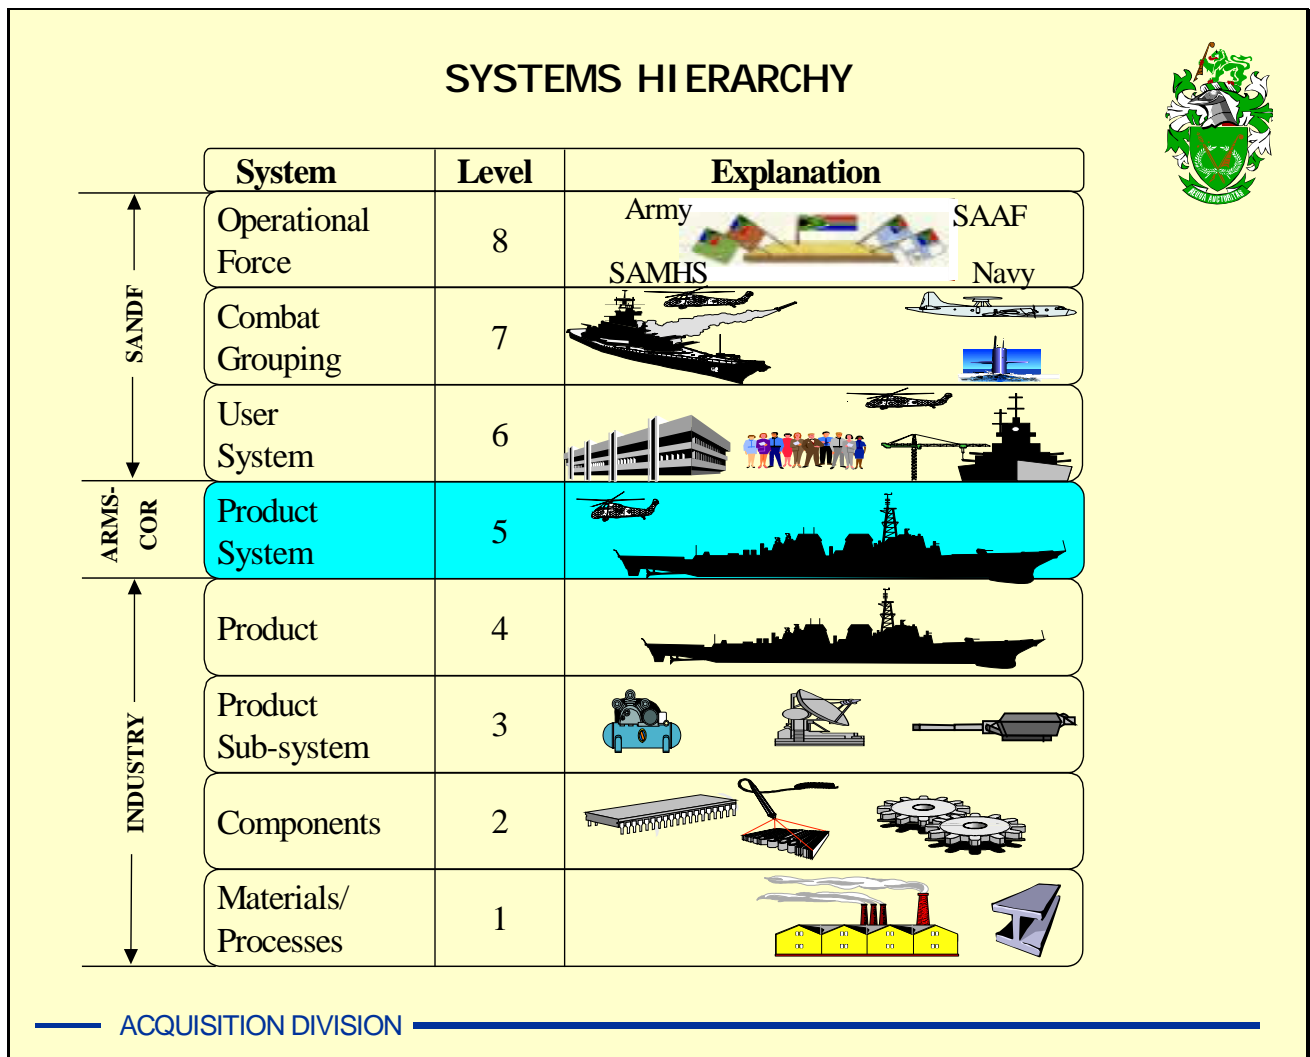 SYSTEMS HIERARCHY
System Level Explanation
Operational
Force
8
Army
SAAF
SAMHS
Navy
Combat
Grouping
7
User
System
6
Product
System
5
Product
4
Product
Sub-system
3
Components
2
Materials/
Processes
1
SANDF
ARMS-
COR
INDUSTRY
ACQUISITION DIVISION